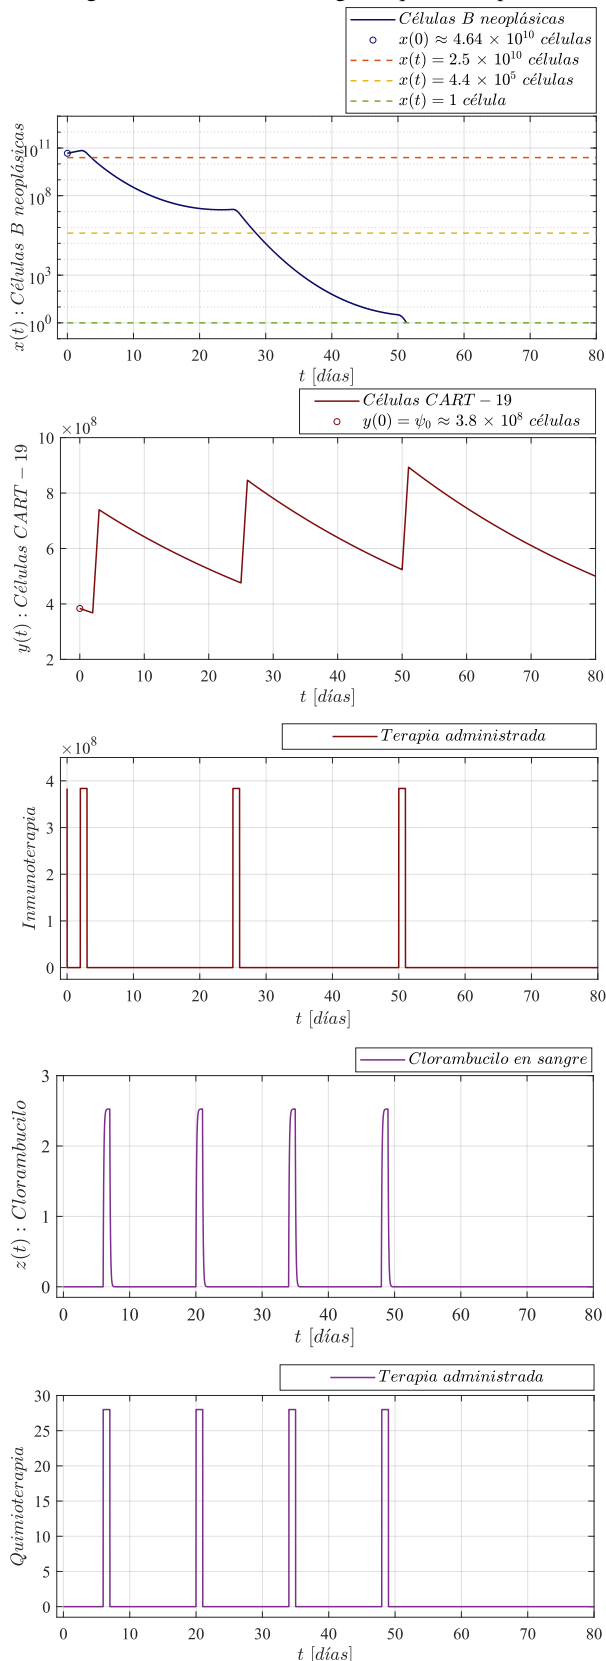 Células B neoplásicas
x(0) ≈ 4.64 × 10^10 células
x(t) = 2.5 × 10^10 células
x(t) = 4.4 × 10^5 células
x(t) = 1 célula
x(t) : Células B neoplásicas
10^11
10^8
10^3
10^0
0 10 20 30 40 50 60 70 80
t [días]
Células CART − 19
y(0) = ψ_0 ≈ 3.8 × 10^8 células
×10^8
y(t) : Células CART − 19
10
8
6
4
2
0 10 20 30 40 50 60 70 80
t [días]
Terapia administrada
×10^8
Inmunoterapia
4
3
2
1
0
0 10 20 30 40 50 60 70 80
t [días]
Clorambucilo en sangre
z(t) : Clorambucilo
3
2
1
0
0 10 20 30 40 50 60 70 80
t [días]
Terapia administrada
Quimioterapia
30
25
20
15
10
5
0
0 10 20 30 40 50 60 70 80
t [días]